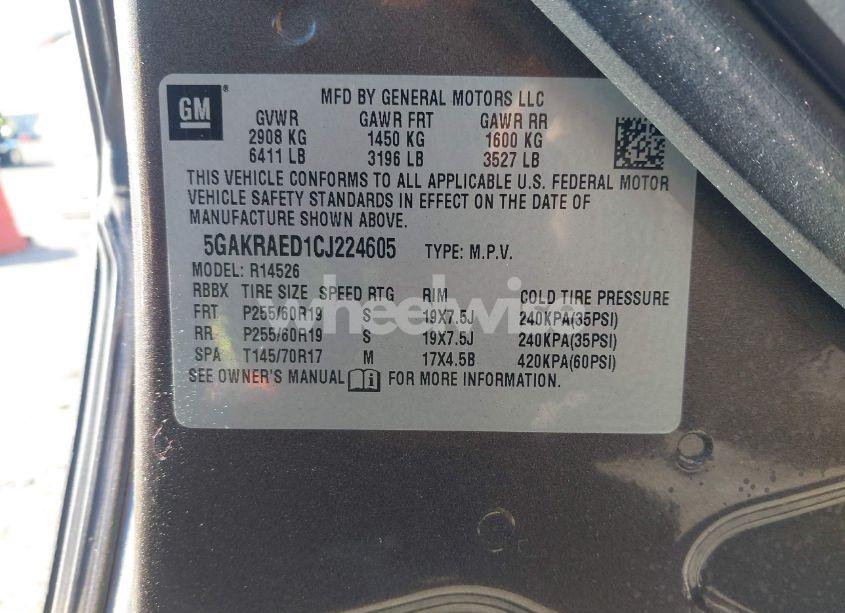 GM
MFD BY GENERAL MOTORS LLC
GVWR GAWR FRT GAWR RR
2908 KG 1450 KG 1600 KG
6411 LB 3196 LB 3527 LB
THIS VEHICLE CONFORMS TO ALL APPLICABLE U.S. FEDERAL MOTOR
VEHICLE SAFETY STANDARDS IN EFFECT ON THE DATE OF
MANUFACTURE SHOWN ABOVE.
5GAKRAED1CJ224605 TYPE: M.P.V.
MODEL: R14526
RBBX TIRE SIZE SPEED RTG RIM COLD TIRE PRESSURE
FRT P255/60R19 S 19X7.5J 240KPA(35PSI)
RR P255/60R19 S 19X7.5J 240KPA(35PSI)
SPA T145/70R17 M 17X4.5B 420KPA(60PSI)
SEE OWNER'S MANUAL FOR MORE INFORMATION.